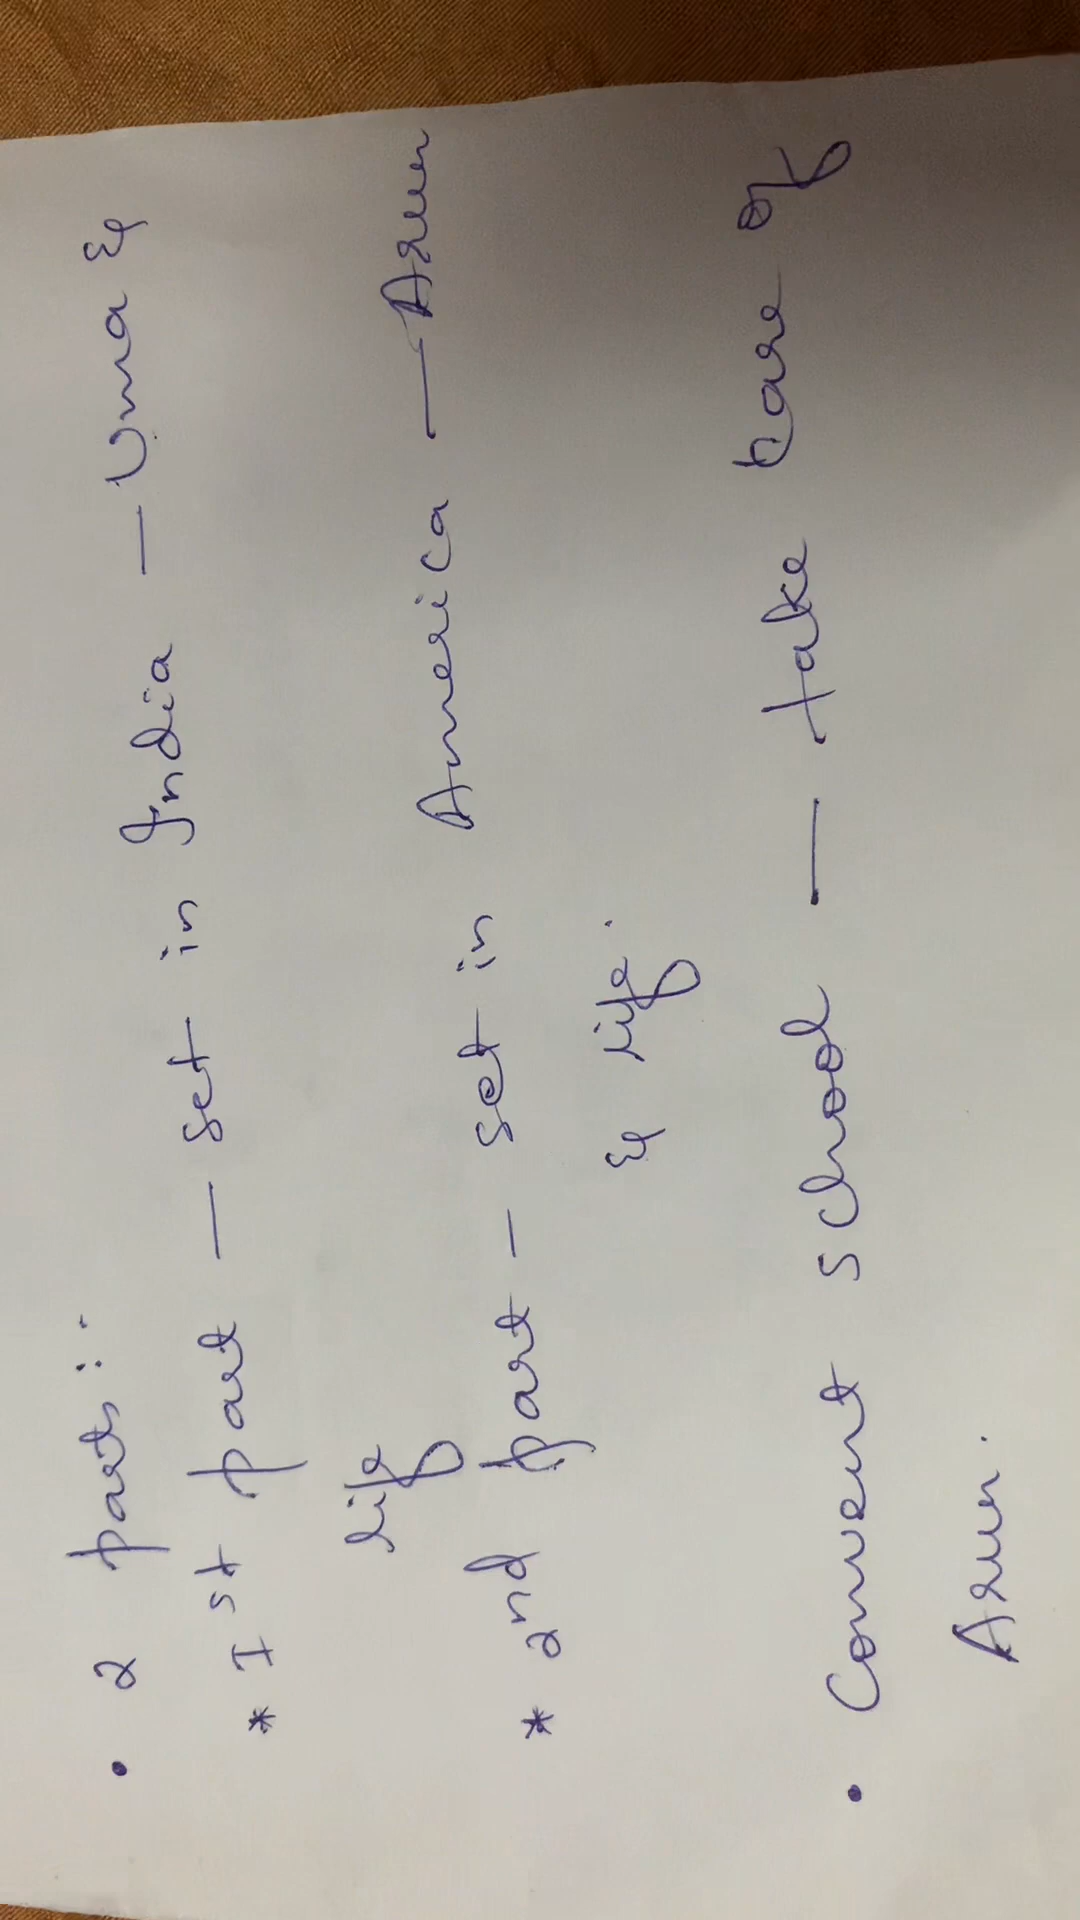 • 2 parts :-
* Ist part — set in India — Uma &
life
* 2nd part - set in America — Arun
& life.
• Convent school — take care of
Arun.